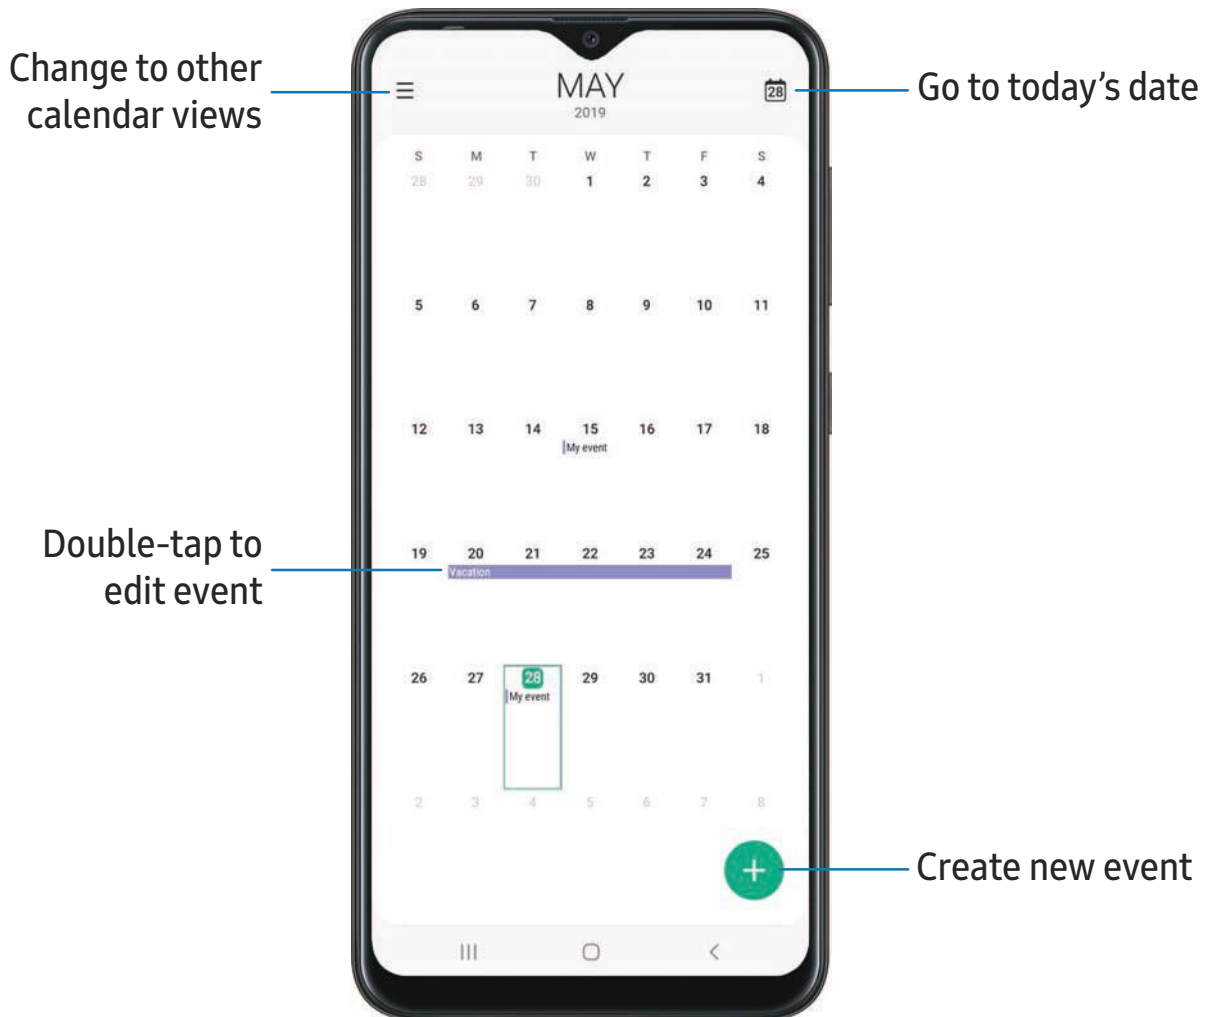 Change to other
calendar views
MAY
2019
28
Go to today’s date
S M T W T F S
28 29 30 1 2 3 4
5 6 7 8 9 10 11
12 13 14 15 16 17 18
My event
Double-tap to
edit event
19 20 21 22 23 24 25
Vacation
26 27 28 29 30 31 1
My event
2 3 4 5 6 7 8
Create new event